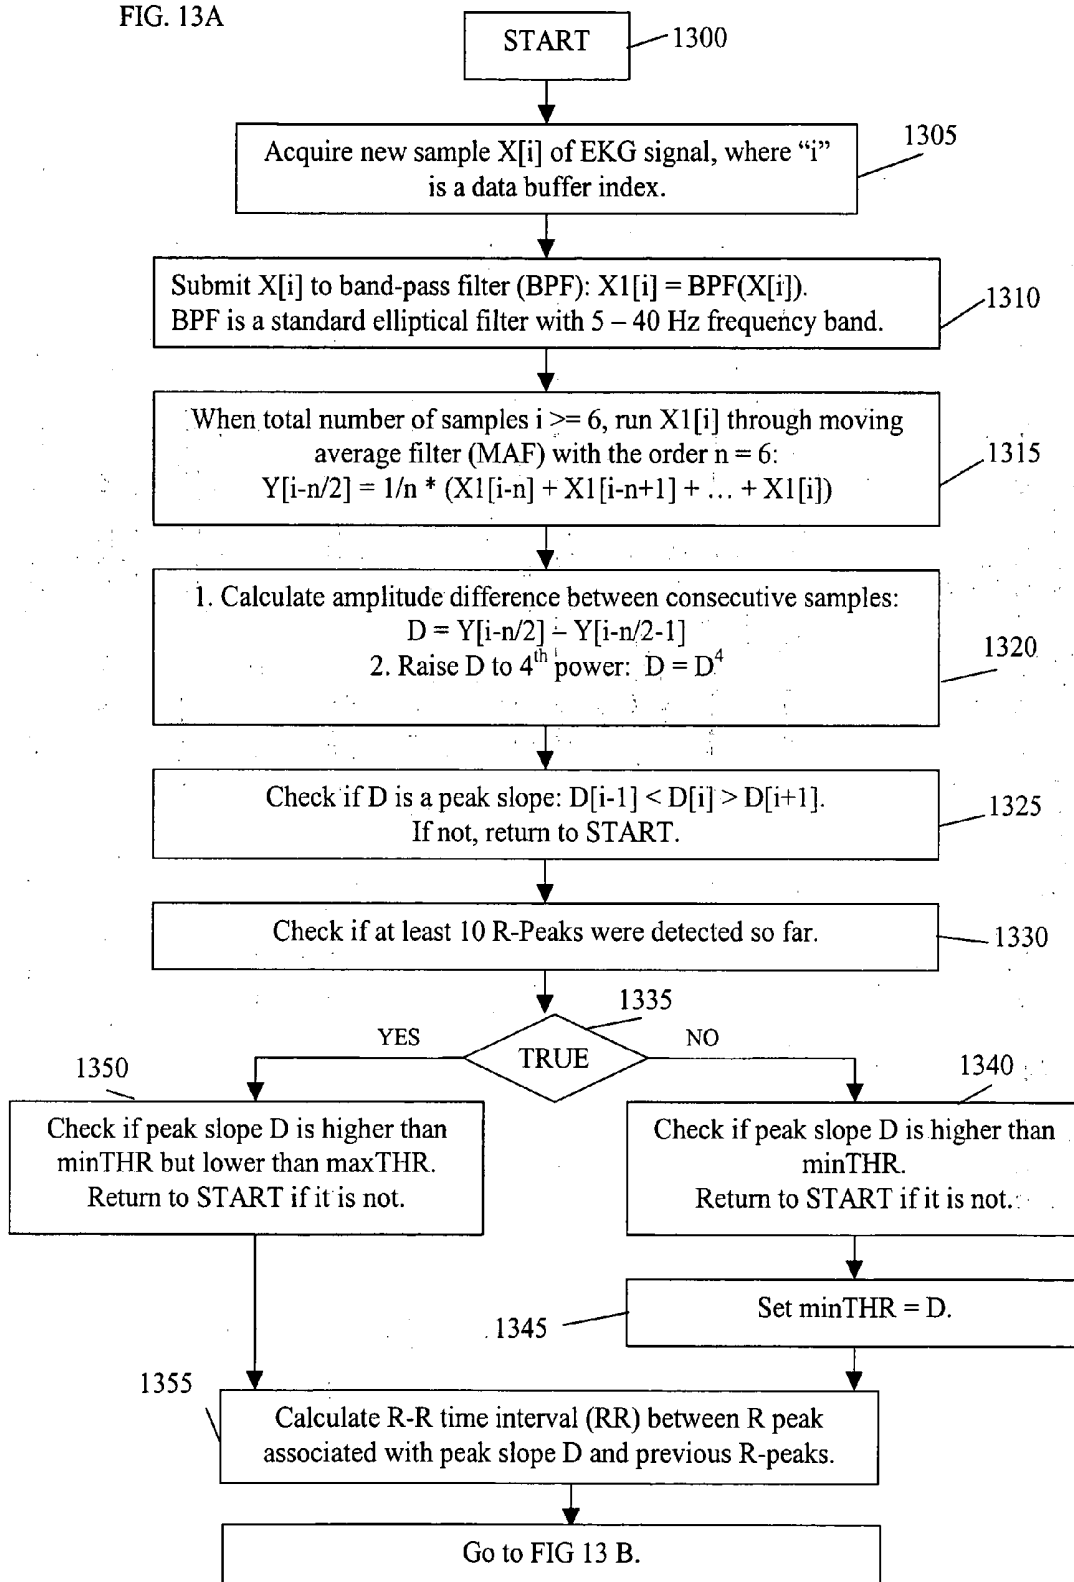 FIG. 13A
START
1300
Acquire new sample X[i] of EKG signal, where “i”
is a data buffer index.
1305
Submit X[i] to band-pass filter (BPF): X1[i] = BPF(X[i]).
BPF is a standard elliptical filter with 5 – 40 Hz frequency band.
1310
When total number of samples i >= 6, run X1[i] through moving
average filter (MAF) with the order n = 6:
Y[i-n/2] = 1/n * (X1[i-n] + X1[i-n+1] + … + X1[i])
1315
1. Calculate amplitude difference between consecutive samples:
D = Y[i-n/2] – Y[i-n/2-1]
2. Raise D to 4th power: D = D⁴
1320
Check if D is a peak slope: D[i-1] < D[i] > D[i+1].
If not, return to START.
1325
Check if at least 10 R-Peaks were detected so far.
1330
1335
YES
TRUE
NO
1350
1340
Check if peak slope D is higher than
minTHR but lower than maxTHR.
Return to START if it is not.
Check if peak slope D is higher than
minTHR.
Return to START if it is not.
Set minTHR = D.
1345
1355
Calculate R-R time interval (RR) between R peak
associated with peak slope D and previous R-peaks.
Go to FIG 13 B.